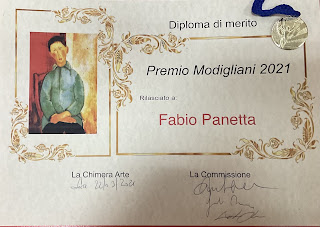 Diploma di merito
Premio Modigliani 2021
Rilasciato a:
Fabio Panetta
La Chimera Arte
La Commissione